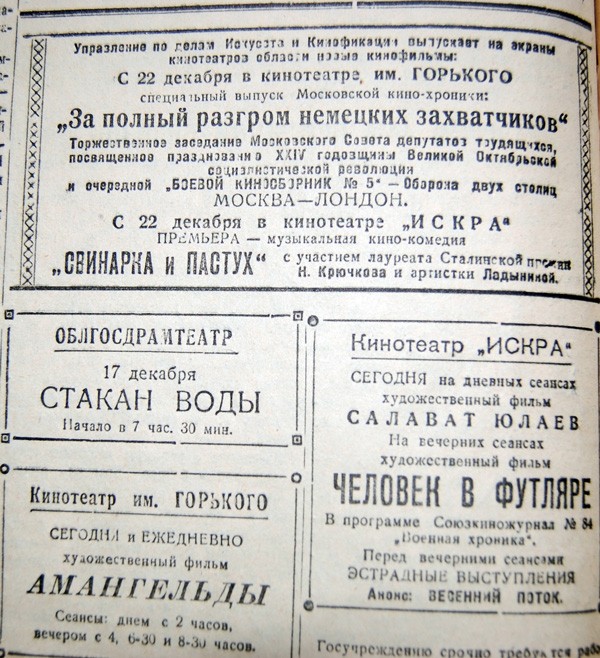 Управление по делам Искусств и Кинофикации выпускает на экраны
кинотеатров области новые кинофильмы:
С 22 декабря в кинотеатре им. ГОРЬКОГО
специальный выпуск Московской кино-хроники:
„За полный разгром немецких захватчиков“
Торжественное заседание Московского Совета депутатов трудящихся,
посвященное празднованию XXIV годовщины Великой Октябрьской
социалистической революции
и очередной „БОЕВОЙ КИНОСБОРНИК № 5“ — Оборона двух столиц
МОСКВА—ЛОНДОН.
С 22 декабря в кинотеатре „ИСКРА“
ПРЕМЬЕРА — музыкальная кино-комедия
„СВИНАРКА и ПАСТУХ“ с участием лауреата Сталинской премии
Н. Крючкова и артистки Ладыниной.
ОБЛГОСДРАМТЕАТР
17 декабря
СТАКАН ВОДЫ
Начало в 7 час. 30 мин.
Кинотеатр им. ГОРЬКОГО
СЕГОДНЯ и ЕЖЕДНЕВНО
художественный фильм
АМАНГЕЛЬДЫ
Сеансы: днем с 2 часов,
вечером с 4, 6-30 и 8-30 часов.
Кинотеатр „ИСКРА“
СЕГОДНЯ на дневных сеансах
художественный фильм
САЛАВАТ ЮЛАЕВ
На вечерних сеансах
художественный фильм
ЧЕЛОВЕК В ФУТЛЯРЕ
В программе Союзкиножурнал № 84
„Военная хроника“.
Перед вечерними сеансами
ЭСТРАДНЫЕ ВЫСТУПЛЕНИЯ
Анонс: ВЕСЕННИЙ ПОТОК.
Госучреждению срочно требуется